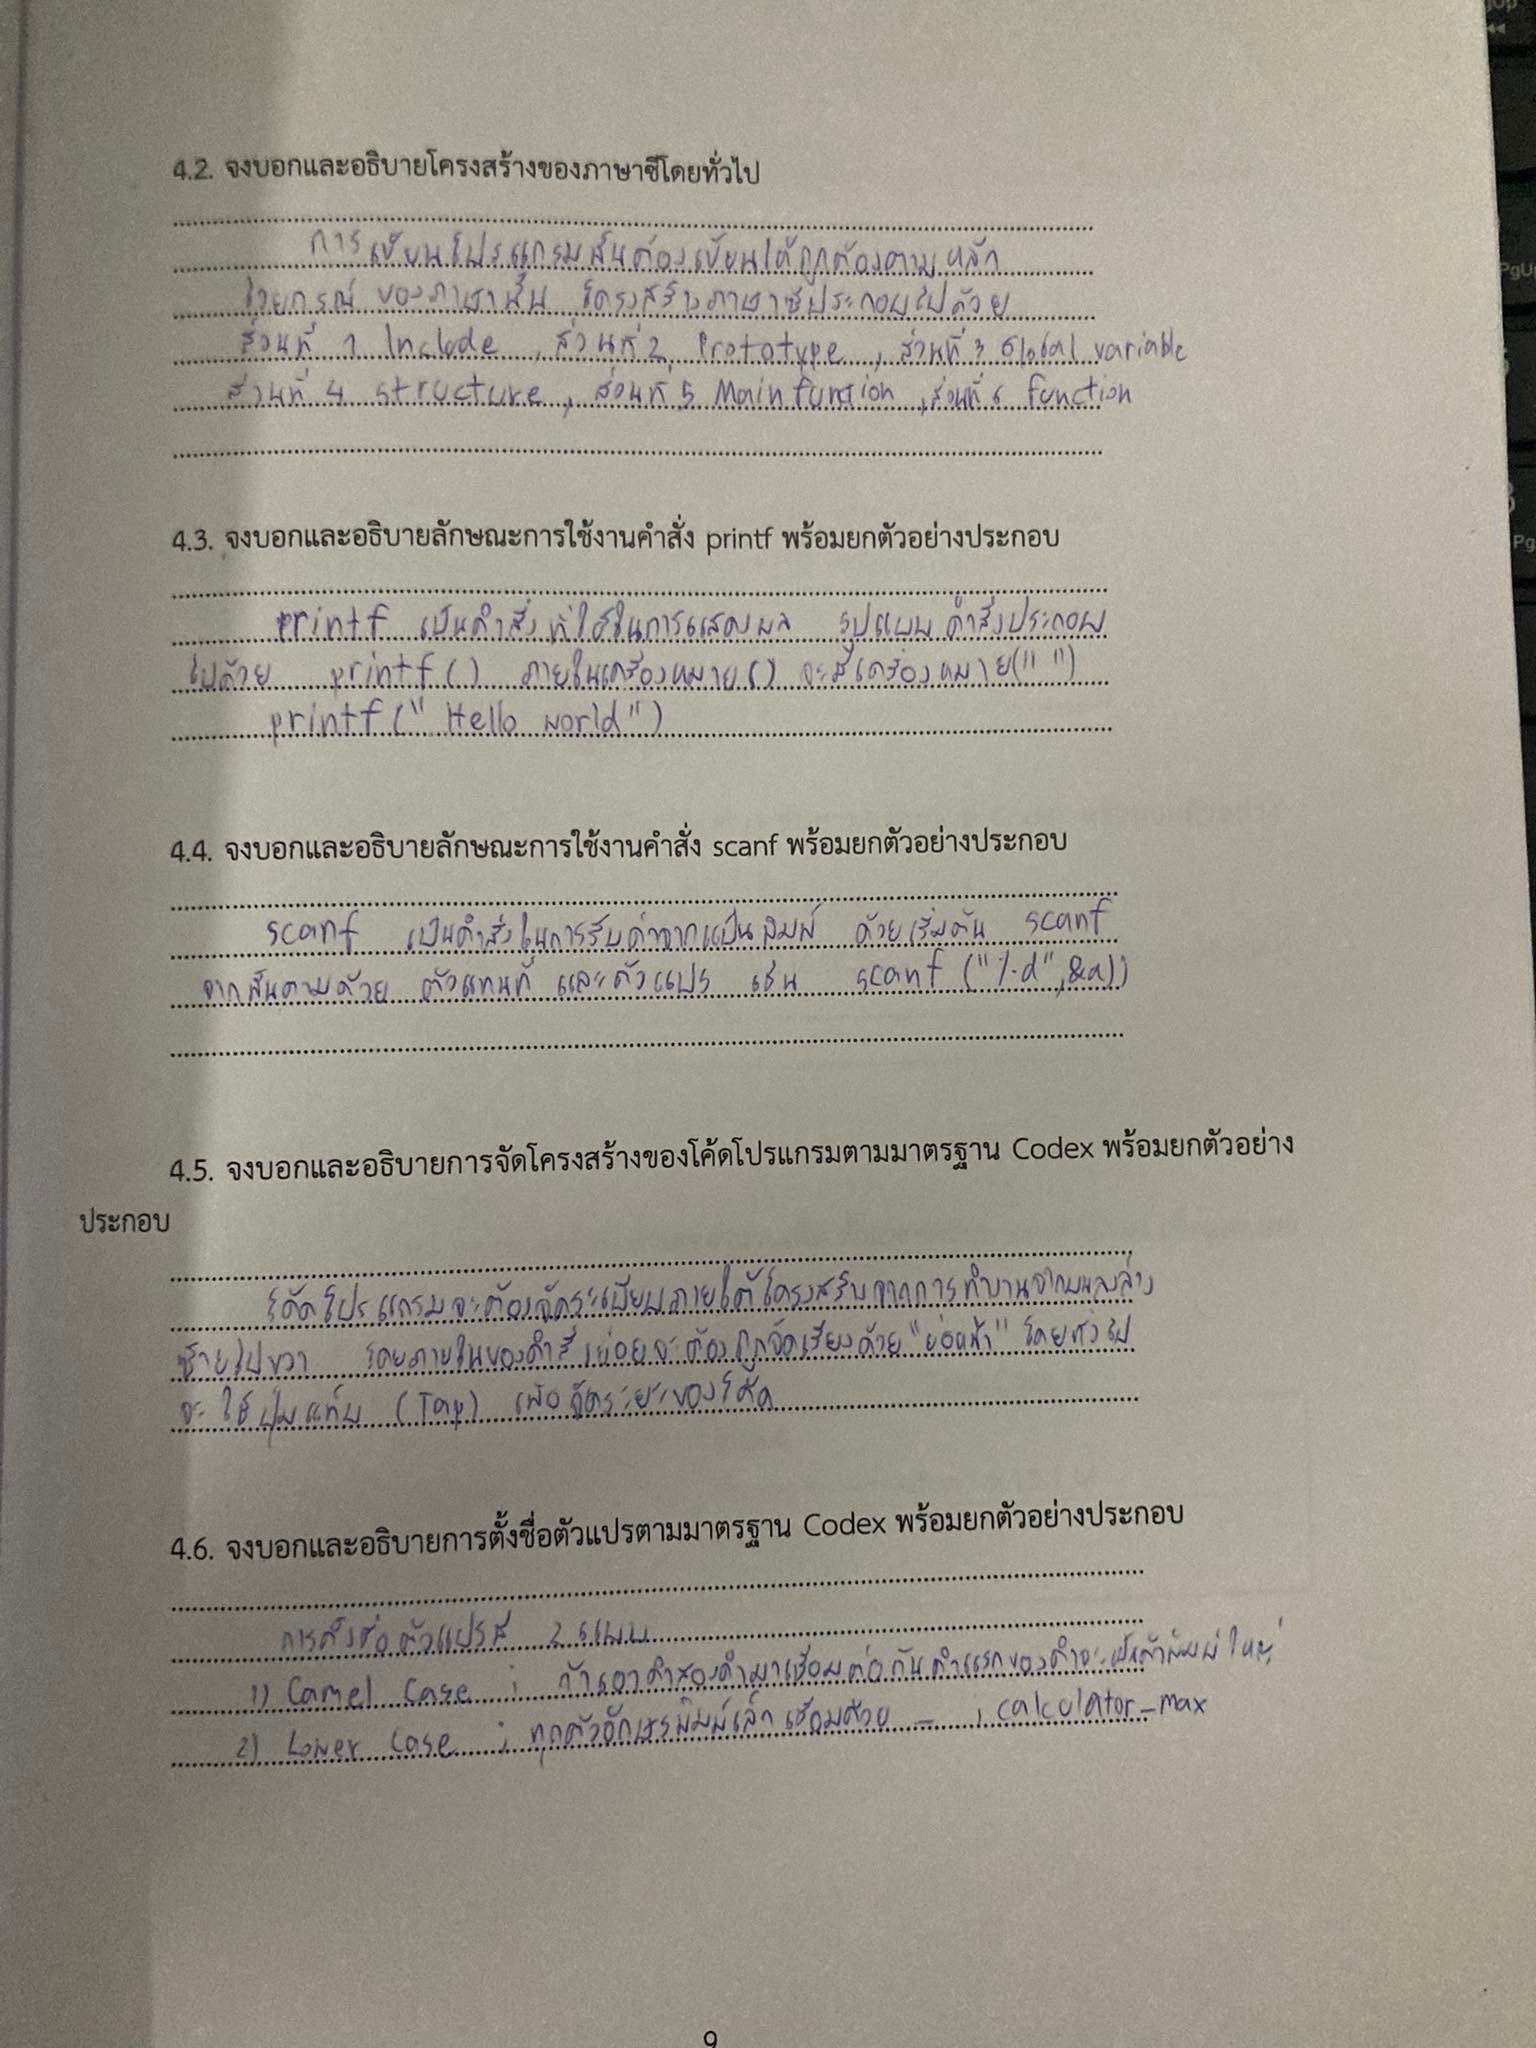 4.2. จงบอกและอธิบายโครงสร้างของภาษาซีโดยทั่วไป
การเขียนโปรแกรมนั้นต้องเขียนให้ถูกต้องตามหลัก
ไวยกรณ์ ของภาษานั้น โครงสร้างภาษาซีประกอบไปด้วย
ส่วนที่ 1 Include , ส่วนที่ 2 Prototype , ส่วนที่ 3 Global variable
ส่วนที่ 4 structure , ส่วนที่ 5 Main function , ส่วนที่ 6 function
4.3. จงบอกและอธิบายลักษณะการใช้งานคำสั่ง printf พร้อมยกตัวอย่างประกอบ
printf เป็นคำสั่งที่ใช้ในการแสดงผล รูปแบบคำสั่งประกอบ
ไปด้วย printf ( ) ภายในเครื่องหมาย ( ) จะมีเครื่องหมาย (" ")
printf (" Hello world")
4.4. จงบอกและอธิบายลักษณะการใช้งานคำสั่ง scanf พร้อมยกตัวอย่างประกอบ
scanf เป็นคำสั่งในการรับค่าจากแป้นพิมพ์ ด้วยเริ่มต้น scanf
จากนั้นตามด้วย ตัวแทนที่ และตัวแปร เช่น scanf ("%d",&a);
4.5. จงบอกและอธิบายการจัดโครงสร้างของโค้ดโปรแกรมตามมาตรฐาน Codex พร้อมยกตัวอย่าง
ประกอบ
โค้ดโปรแกรมจะต้องจัดระเบียบภายใต้โครงสร้างจากการทำงานจากบนลงล่าง
ซ้ายไปขวา โดยภายในของคำสั่งย่อยจะต้องถูกจัดเรียงด้วย "ย่อหน้า" โดยทั่วไป
จะใช้ปุ่มแท็บ (Tap) เพื่อจัดระยะของโค้ด
4.6. จงบอกและอธิบายการตั้งชื่อตัวแปรตามมาตรฐาน Codex พร้อมยกตัวอย่างประกอบ
การตั้งชื่อตัวแปรมี 2 แบบ
1) Camel Case ; ถ้าเอาคำสองคำมาเชื่อมต่อกันคำแรกของคำจะเป็นตัวพิมพ์ใหญ่
2) Lower Case ; ทุกตัวอักษรพิมพ์เล็กเชื่อมด้วย _ ; calculator_max
9